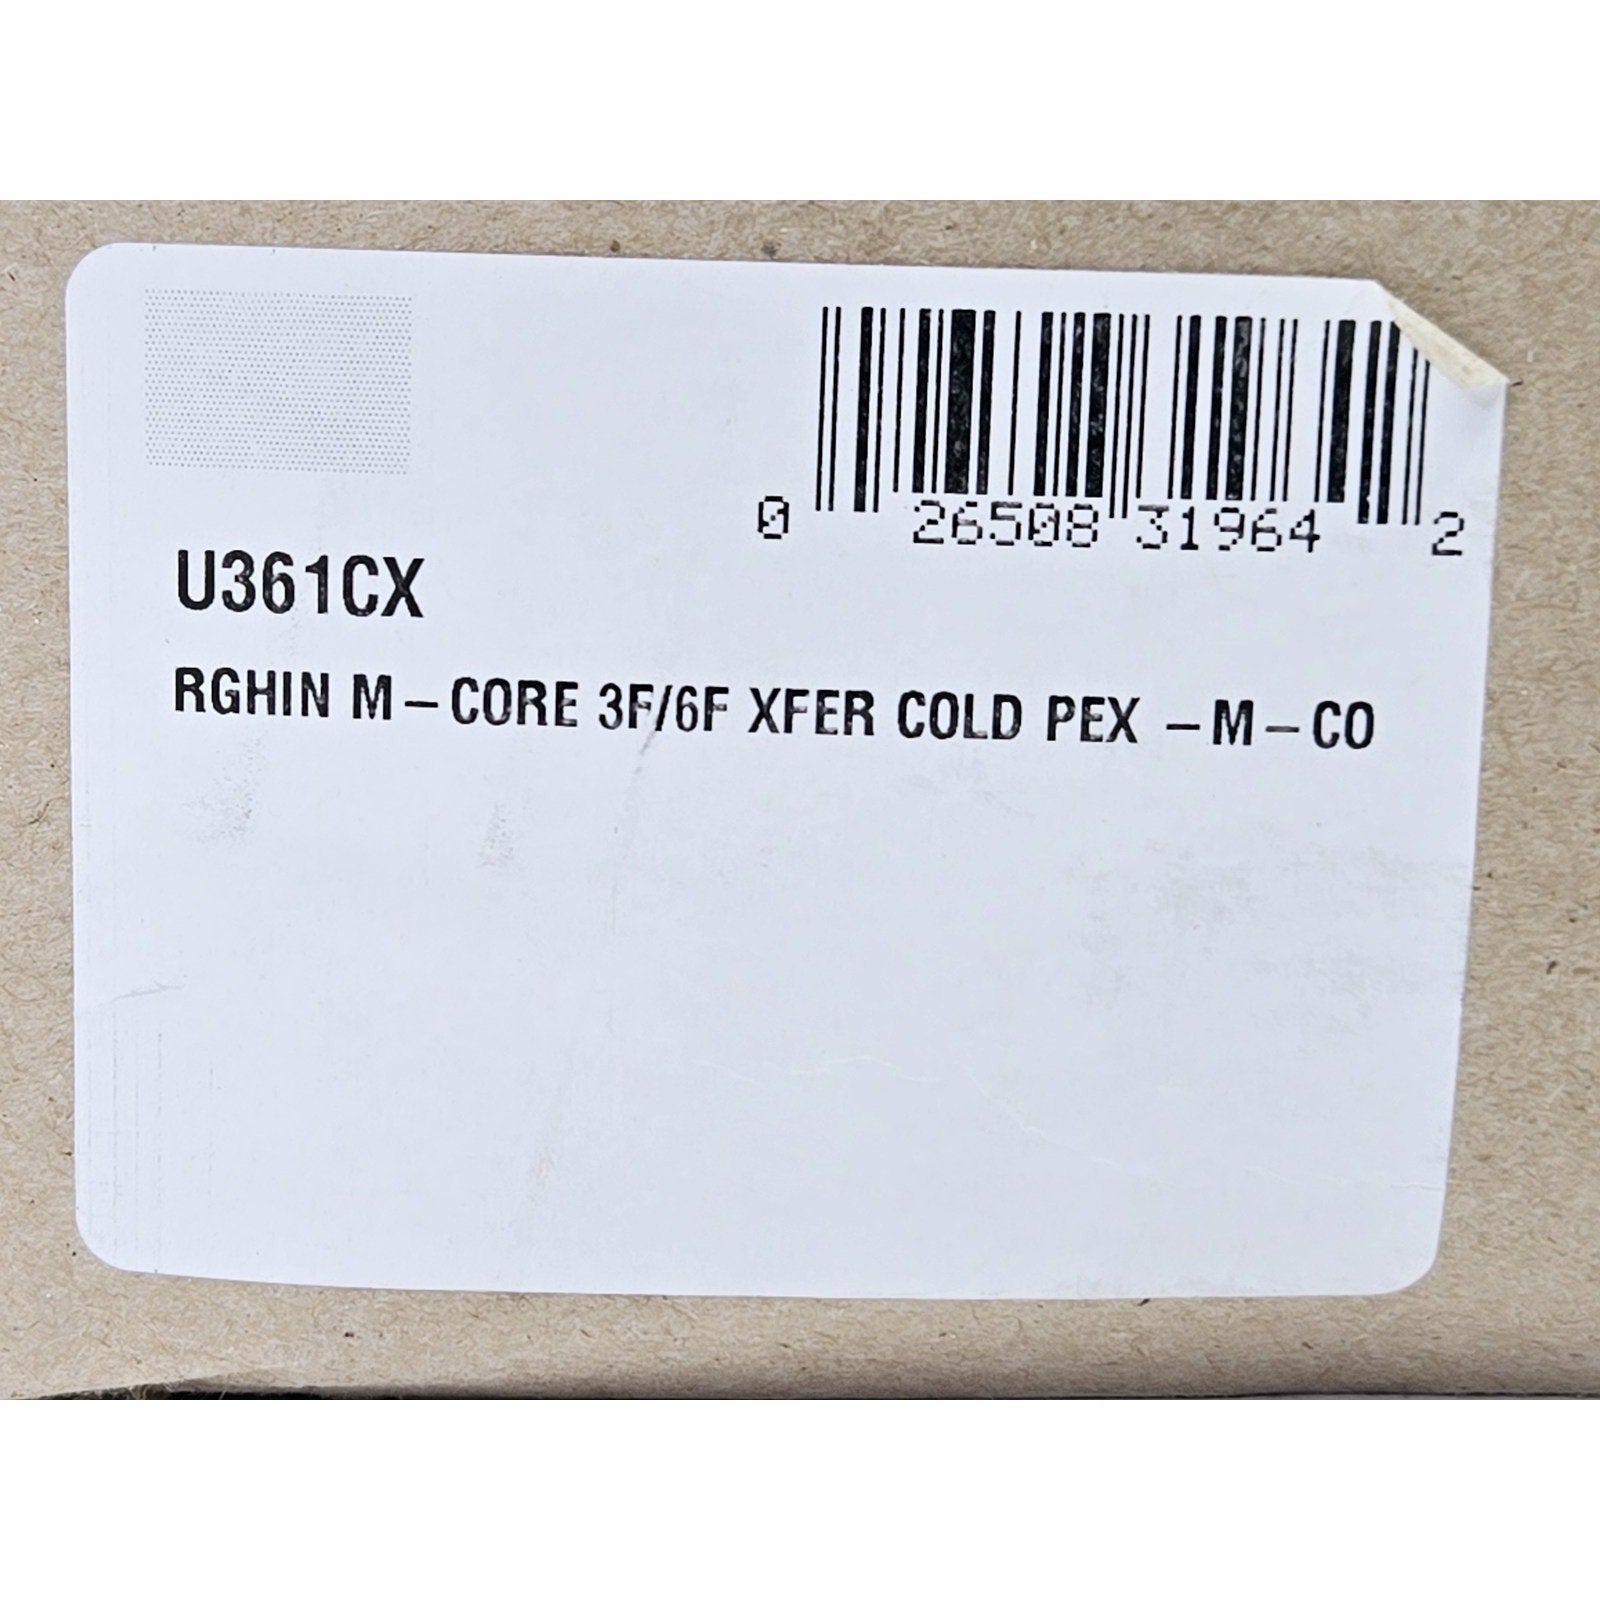 0 26508 31964 2
U361CX
RGHIN M-CORE 3F/6F XFER COLD PEX -M-CO